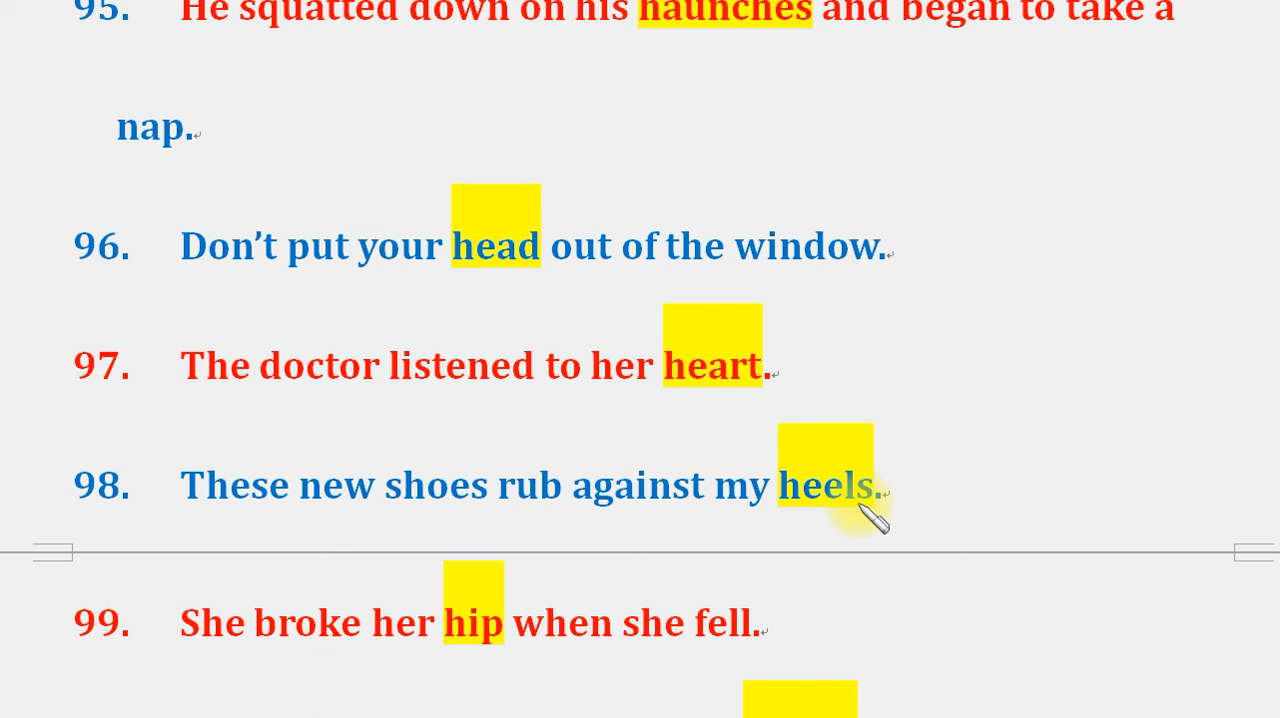 95. He squatted down on his haunches and began to take a
nap.
96. Don’t put your head out of the window.
97. The doctor listened to her heart.
98. These new shoes rub against my heels.
99. She broke her hip when she fell.